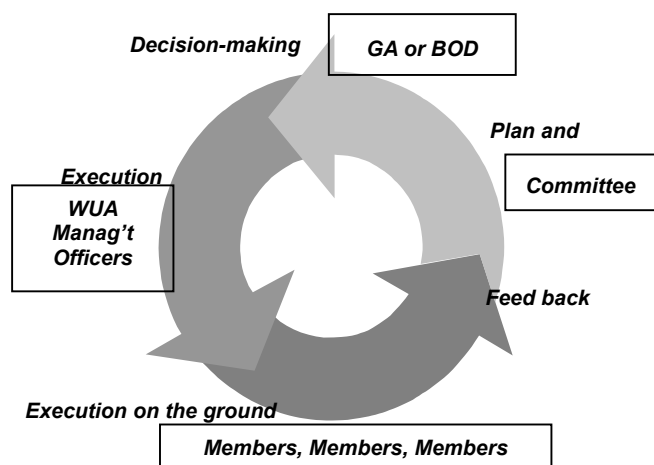 Decision-making
GA or BOD
Plan and
Committee
Execution
WUA
Manag't
Officers
Feed back
Execution on the ground
Members, Members, Members